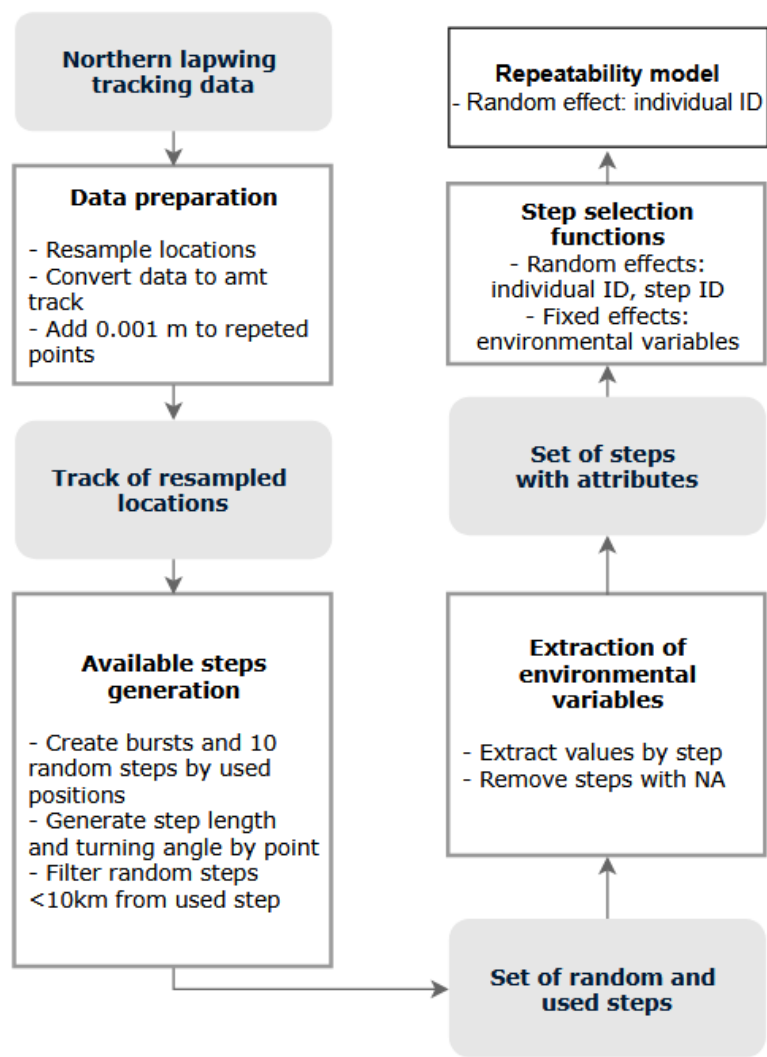 Northern lapwing
tracking data
Data preparation
- Resample locations
- Convert data to amt
track
- Add 0.001 m to repeted
points
Track of resampled
locations
Available steps
generation
- Create bursts and 10
random steps by used
positions
- Generate step length
and turning angle by point
- Filter random steps
<10km from used step
Set of random and
used steps
Extraction of
environmental
variables
- Extract values by step
- Remove steps with NA
Set of steps
with attributes
Step selection
functions
- Random effects:
individual ID, step ID
- Fixed effects:
environmental variables
Repeatability model
- Random effect: individual ID